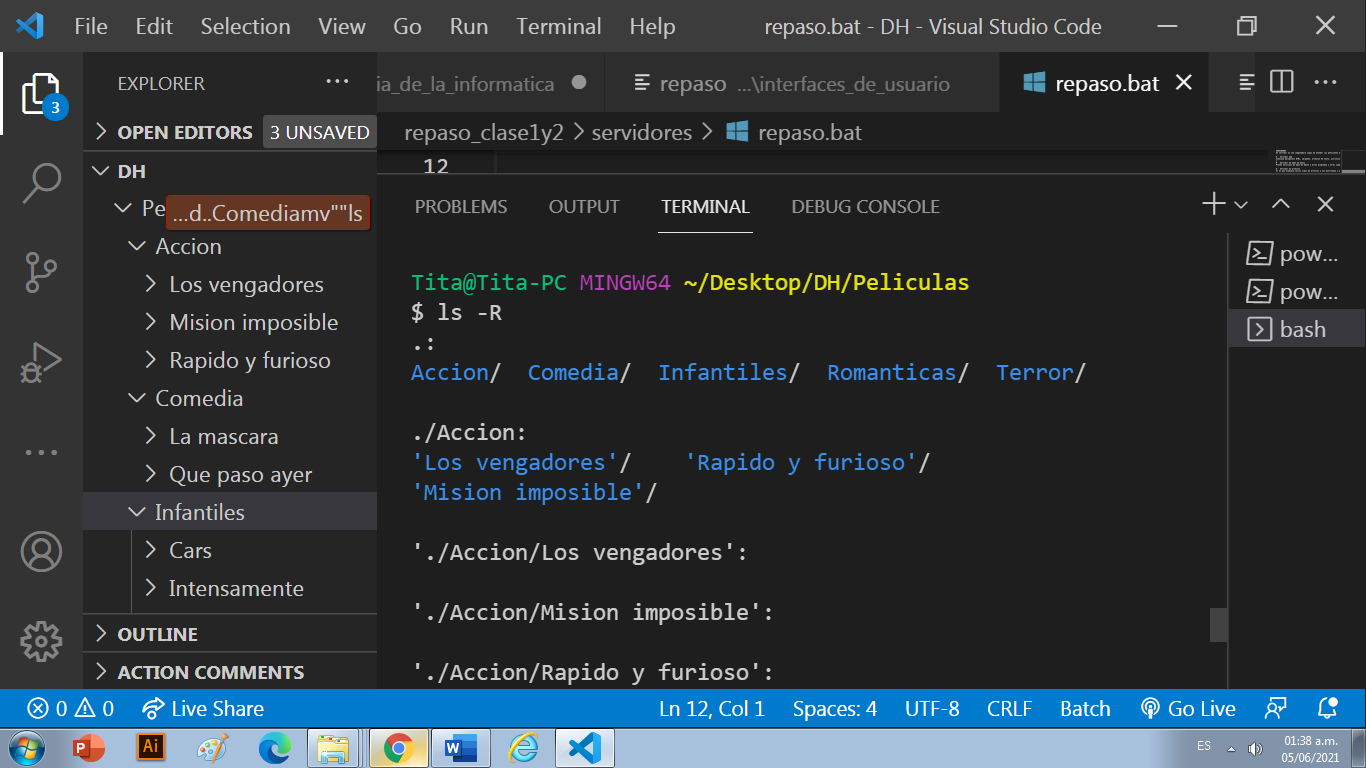 File Edit Selection View Go Run Terminal Help repaso.bat - DH - Visual Studio Code
EXPLORER
ia_de_la_informatica repaso ...\interfaces_de_usuario repaso.bat
3
OPEN EDITORS 3 UNSAVED
repaso_clase1y2 > servidores > repaso.bat
12
DH
Pe ...d..Comediamv""ls
Accion
Los vengadores
Mision imposible
Rapido y furioso
Comedia
La mascara
Que paso ayer
Infantiles
Cars
Intensamente
OUTLINE
ACTION COMMENTS
PROBLEMS OUTPUT TERMINAL DEBUG CONSOLE
Tita@Tita-PC MINGW64 ~/Desktop/DH/Peliculas
$ ls -R
.:
Accion/ Comedia/ Infantiles/ Romanticas/ Terror/
./Accion:
'Los vengadores'/ 'Rapido y furioso'/
'Mision imposible'/
'./Accion/Los vengadores':
'./Accion/Mision imposible':
'./Accion/Rapido y furioso':
pow...
pow...
bash
0 0 Live Share Ln 12, Col 1 Spaces: 4 UTF-8 CRLF Batch Go Live
P Ai W ES 01:38 a.m.
05/06/2021